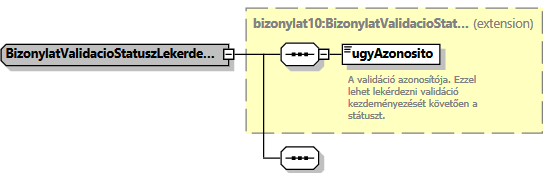 bizonylat10:BizonylatValidacioStat... (extension)
BizonylatValidacioStatuszLekerde...
ugyAzonosito
A validáció azonosítója. Ezzel
lehet lekérdezni validáció
kezdeményezését követően a
státuszt.